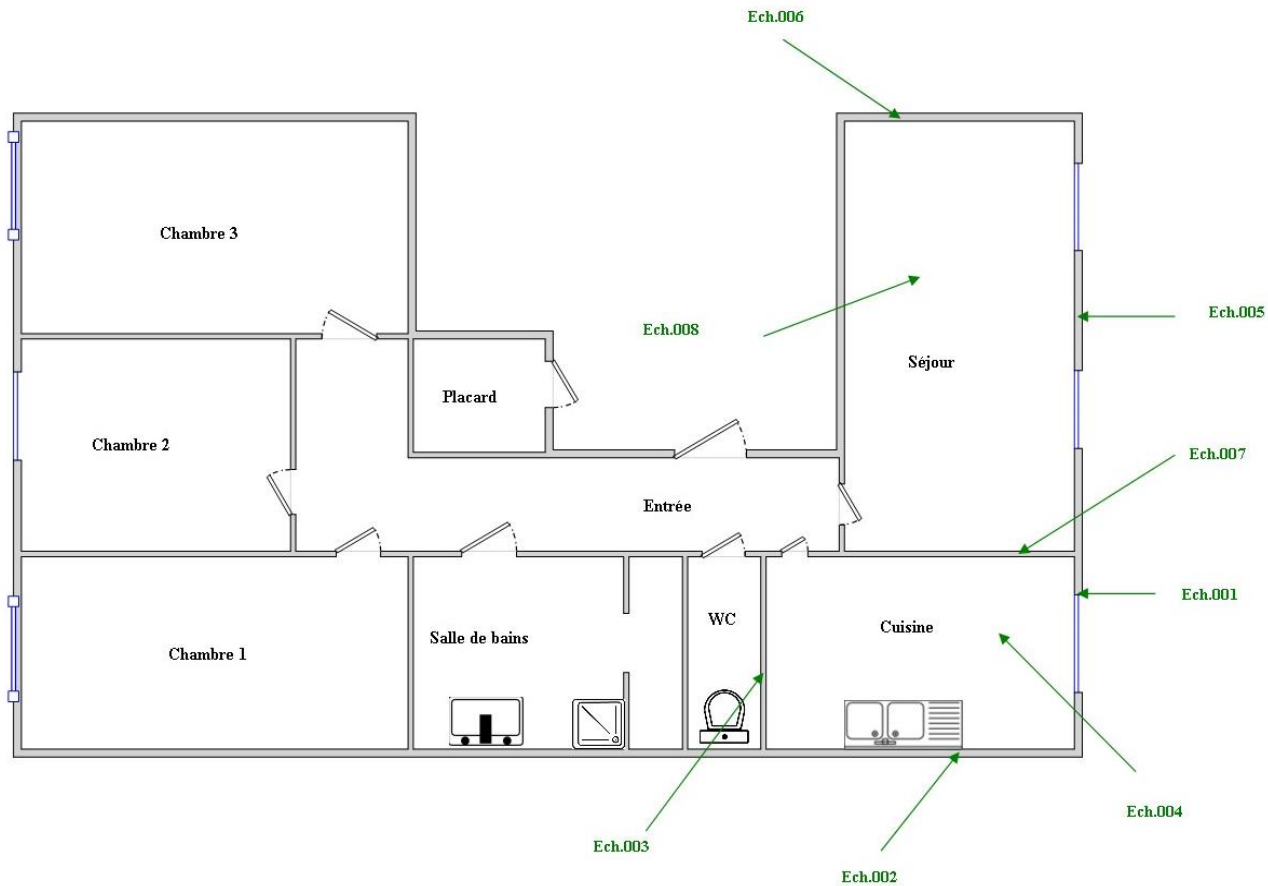 Ech.006
Chambre 3
Ech.005
Ech.008
Séjour
Placard
Chambre 2
Ech.007
Entrée
Ech.001
WC
Cuisine
Salle de bains
Chambre 1
Ech.004
Ech.003
Ech.002